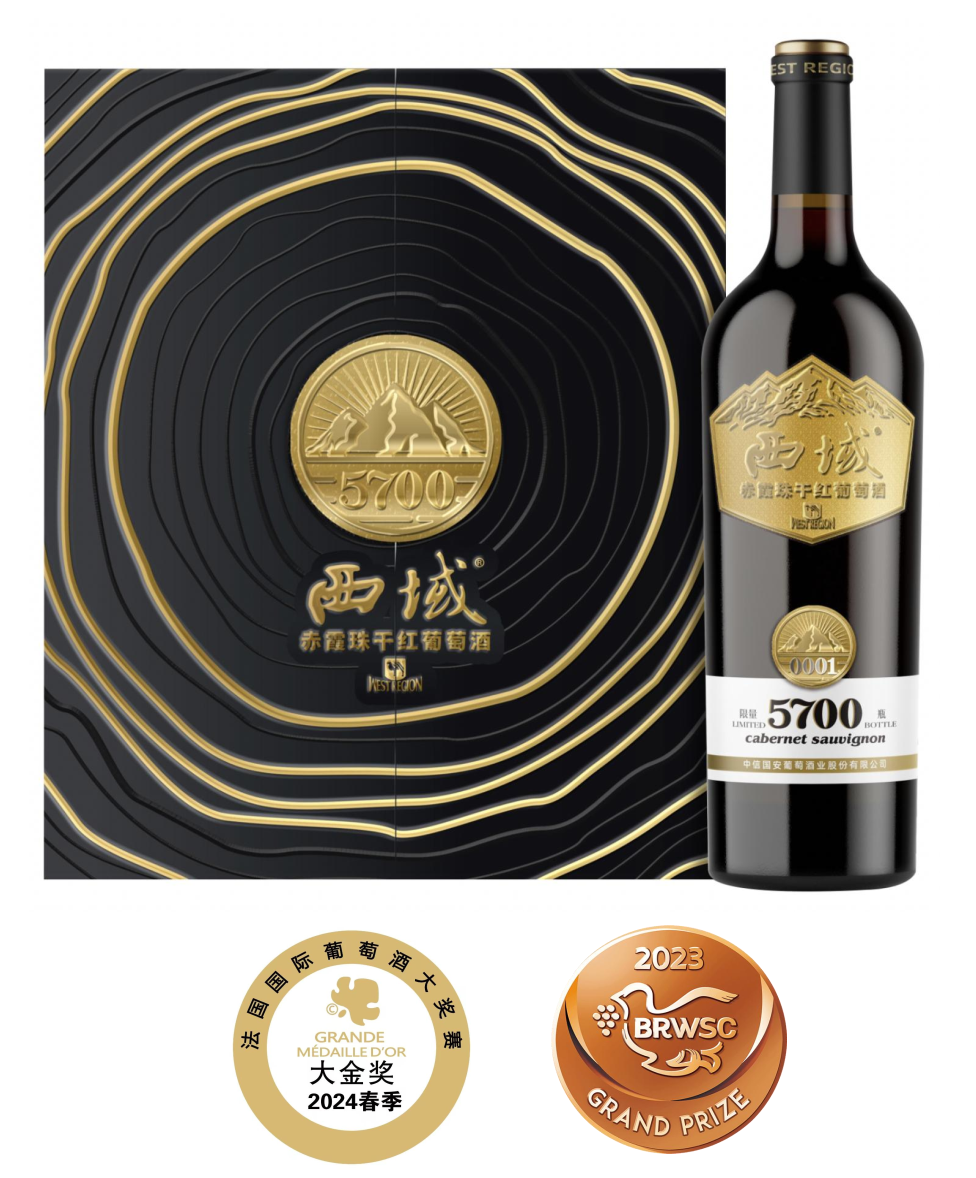 5700
西域®
赤霞珠干红葡萄酒
WEST REGION
EST REGIO
西域®
赤霞珠干红葡萄酒
WEST REGION
0001
限量 5700 瓶
LIMITED BOTTLE
cabernet sauvignon
中信国安葡萄酒业股份有限公司
法国国际葡萄酒大奖赛
©
GRANDE
MÉDAILLE D'OR
大金奖
2024春季
2023
BRWSC
GRAND PRIZE